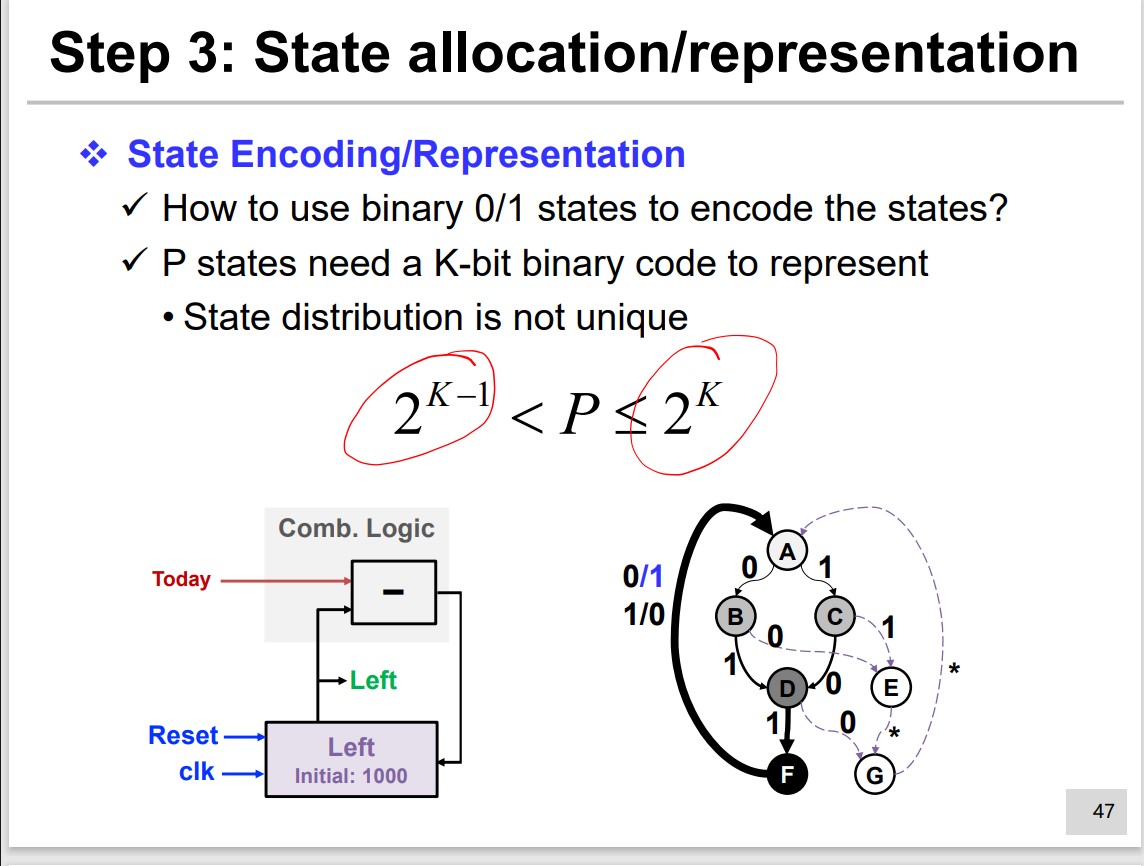 Step 3: State allocation/representation
❖ State Encoding/Representation
✓ How to use binary 0/1 states to encode the states?
✓ P states need a K-bit binary code to represent
• State distribution is not unique
2^{K−1} < P ≤ 2^{K}
Comb. Logic
Today
−
Left
Reset
clk
Left
Initial: 1000
A
0
1
0/1
1/0
B
C
0
1
1
D
0
E
*
1
0
*
F
G
47